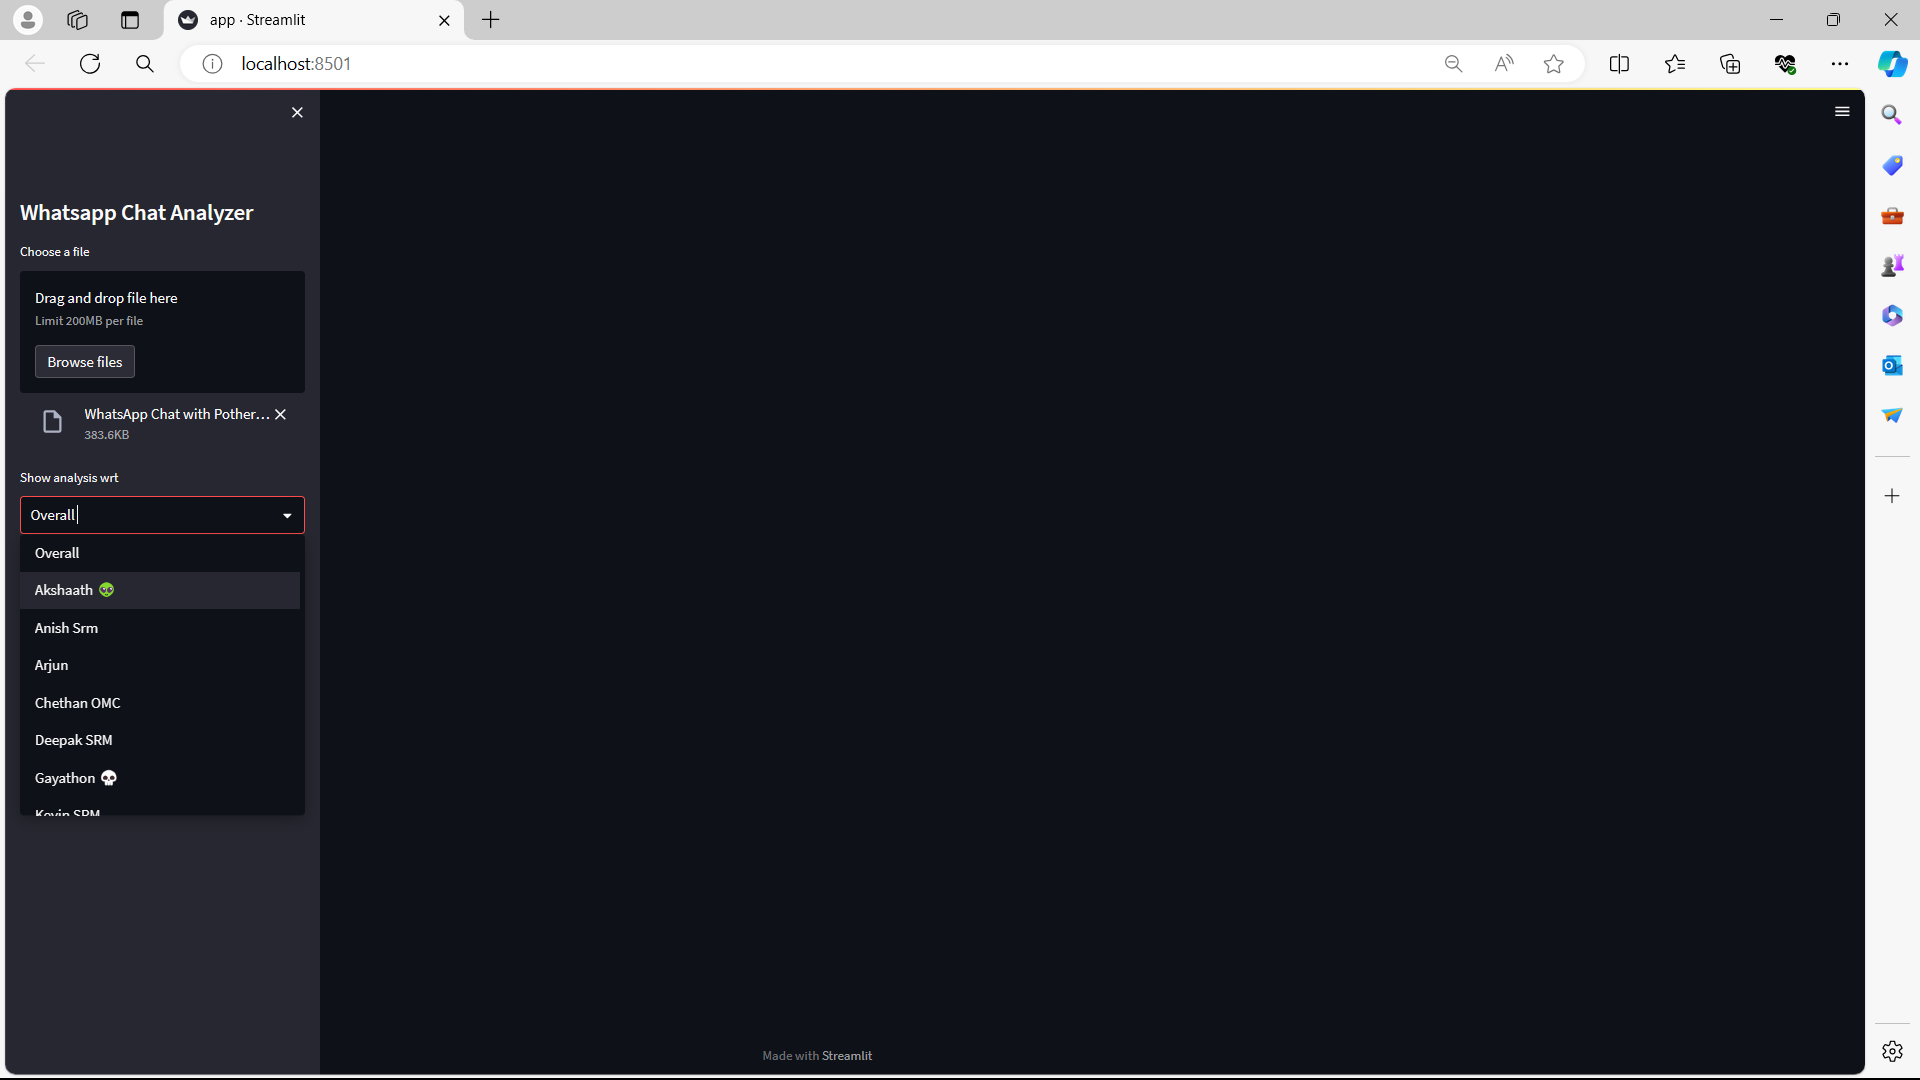 app · Streamlit
localhost:8501
Whatsapp Chat Analyzer
Choose a file
Drag and drop file here
Limit 200MB per file
Browse files
WhatsApp Chat with Pother...
383.6KB
Show analysis wrt
Overall
Overall
Akshaath 👽
Anish Srm
Arjun
Chethan OMC
Deepak SRM
Gayathon 💀
Kevin SRM
Made with Streamlit